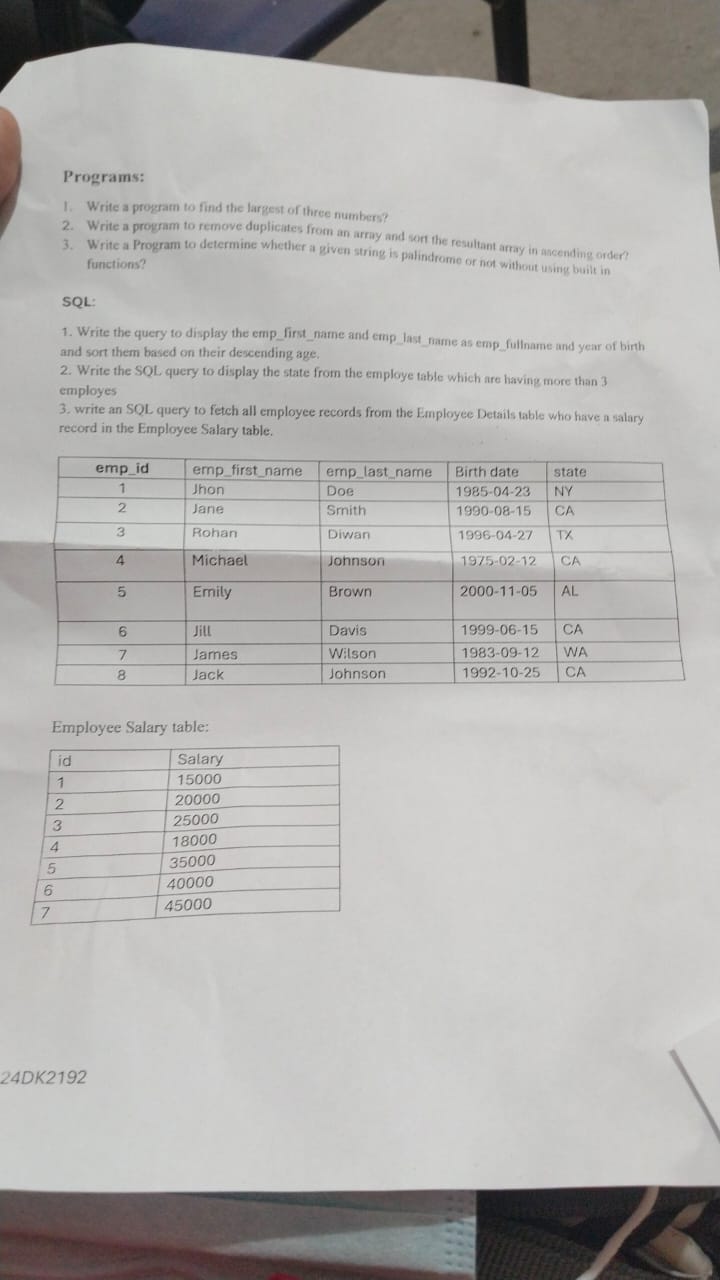 Programs:
1. Write a program to find the largest of three numbers?
2. Write a program to remove duplicates from an array and sort the resultant array in ascending order?
3. Write a Program to determine whether a given string is palindrome or not without using built in
functions?
SQL:
1. Write the query to display the emp_first_name and emp_last_name as emp_fullname and year of birth
and sort them based on their descending age.
2. Write the SQL query to display the state from the employe table which are having more than 3
employes
3. write an SQL query to fetch all employee records from the Employee Details table who have a salary
record in the Employee Salary table.
emp_id emp_first_name emp_last_name Birth date state
1 Jhon Doe 1985-04-23 NY
2 Jane Smith 1990-08-15 CA
3 Rohan Diwan 1996-04-27 TX
4 Michael Johnson 1975-02-12 CA
5 Emily Brown 2000-11-05 AL
6 Jill Davis 1999-06-15 CA
7 James Wilson 1983-09-12 WA
8 Jack Johnson 1992-10-25 CA
Employee Salary table:
id Salary
1 15000
2 20000
3 25000
4 18000
5 35000
6 40000
7 45000
24DK2192